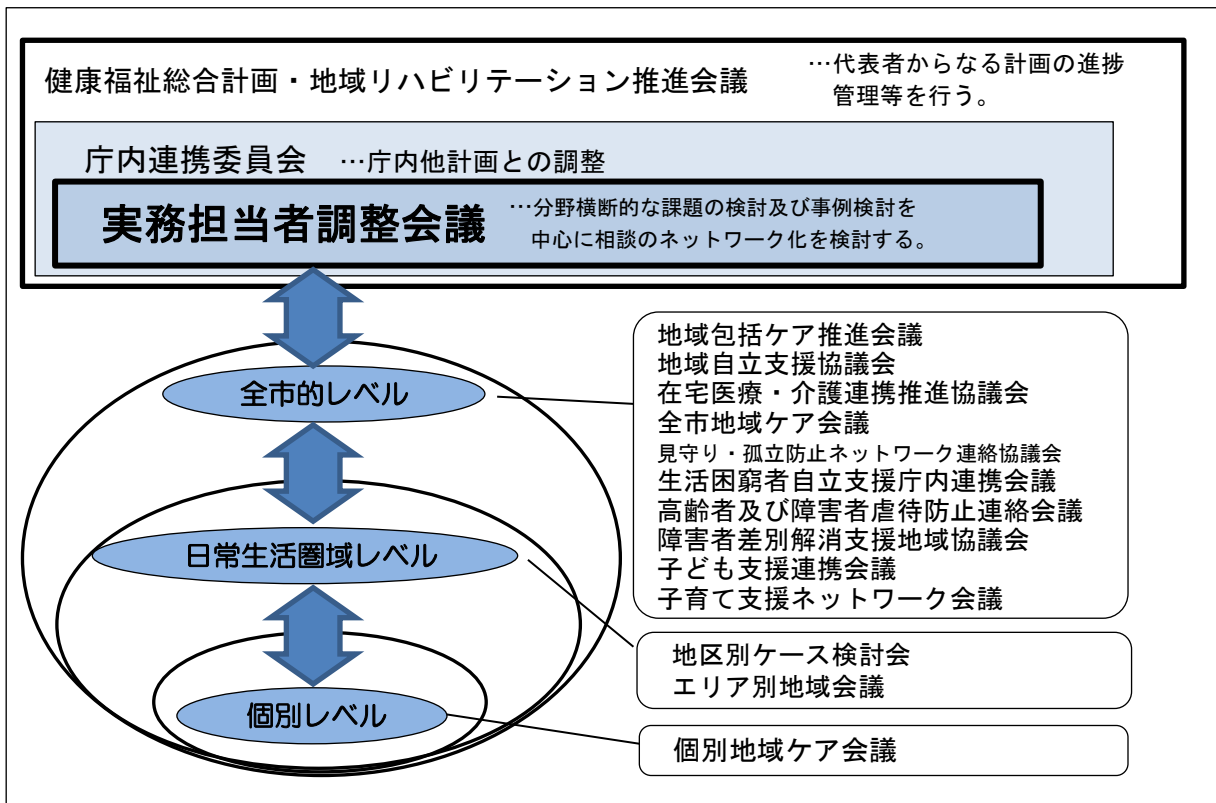 健康福祉総合計画・地域リハビリテーション推進会議
…代表者からなる計画の進捗
管理等を行う。
庁内連携委員会 …庁内他計画との調整
実務担当者調整会議
…分野横断的な課題の検討及び事例検討を
中心に相談のネットワーク化を検討する。
全市的レベル
地域包括ケア推進会議
地域自立支援協議会
在宅医療・介護連携推進協議会
全市地域ケア会議
見守り・孤立防止ネットワーク連絡協議会
生活困窮者自立支援庁内連携会議
高齢者及び障害者虐待防止連絡会議
障害者差別解消支援地域協議会
子ども支援連携会議
子育て支援ネットワーク会議
日常生活圏域レベル
地区別ケース検討会
エリア別地域会議
個別レベル
個別地域ケア会議